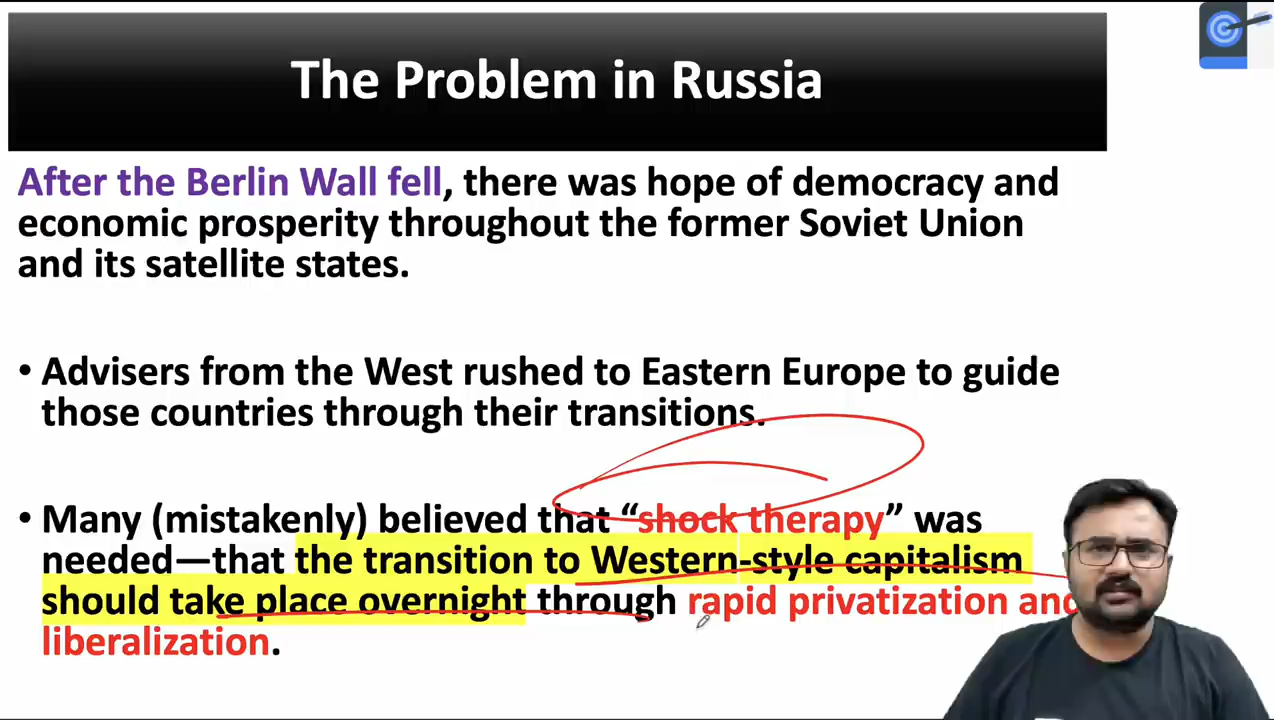 The Problem in Russia
After the Berlin Wall fell, there was hope of democracy and
economic prosperity throughout the former Soviet Union
and its satellite states.
• Advisers from the West rushed to Eastern Europe to guide
those countries through their transitions.
• Many (mistakenly) believed that “shock therapy” was
needed—that the transition to Western-style capitalism
should take place overnight through rapid privatization and
liberalization.